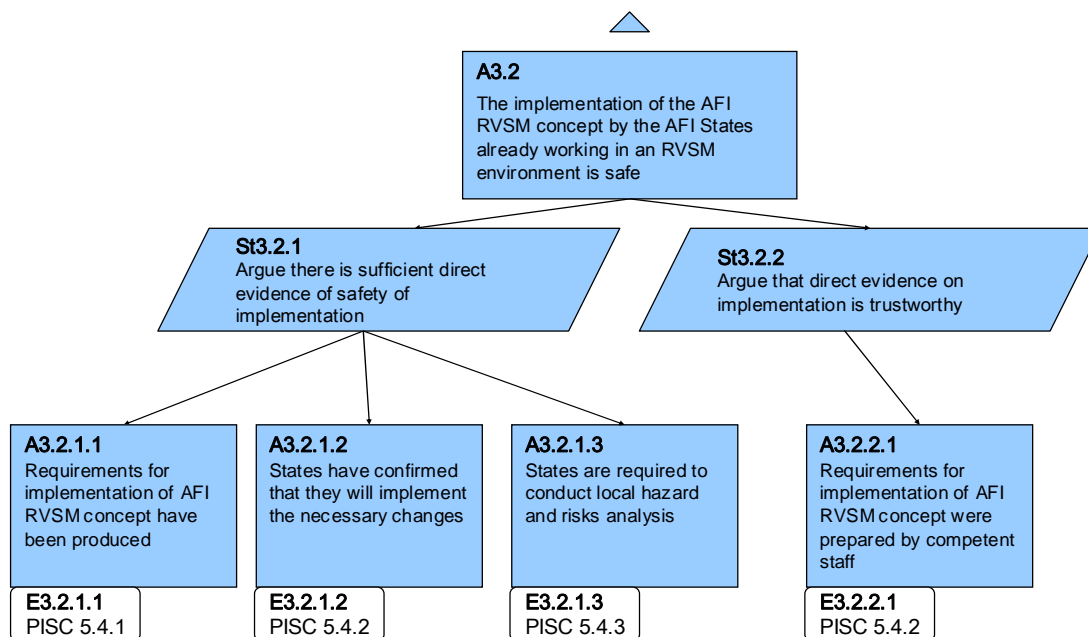 A3.2
The implementation of the AFI
RVSM concept by the AFI States
already working in an RVSM
environment is safe
St3.2.1
Argue there is sufficient direct
evidence of safety of
implementation
St3.2.2
Argue that direct evidence on
implementation is trustworthy
A3.2.1.1
Requirements for
implementation of AFI
RVSM concept have
been produced
E3.2.1.1
PISC 5.4.1
A3.2.1.2
States have confirmed
that they will implement
the necessary changes
E3.2.1.2
PISC 5.4.2
A3.2.1.3
States are required to
conduct local hazard
and risks analysis
E3.2.1.3
PISC 5.4.3
A3.2.2.1
Requirements for
implementation of AFI
RVSM concept were
prepared by competent
staff
E3.2.2.1
PISC 5.4.2